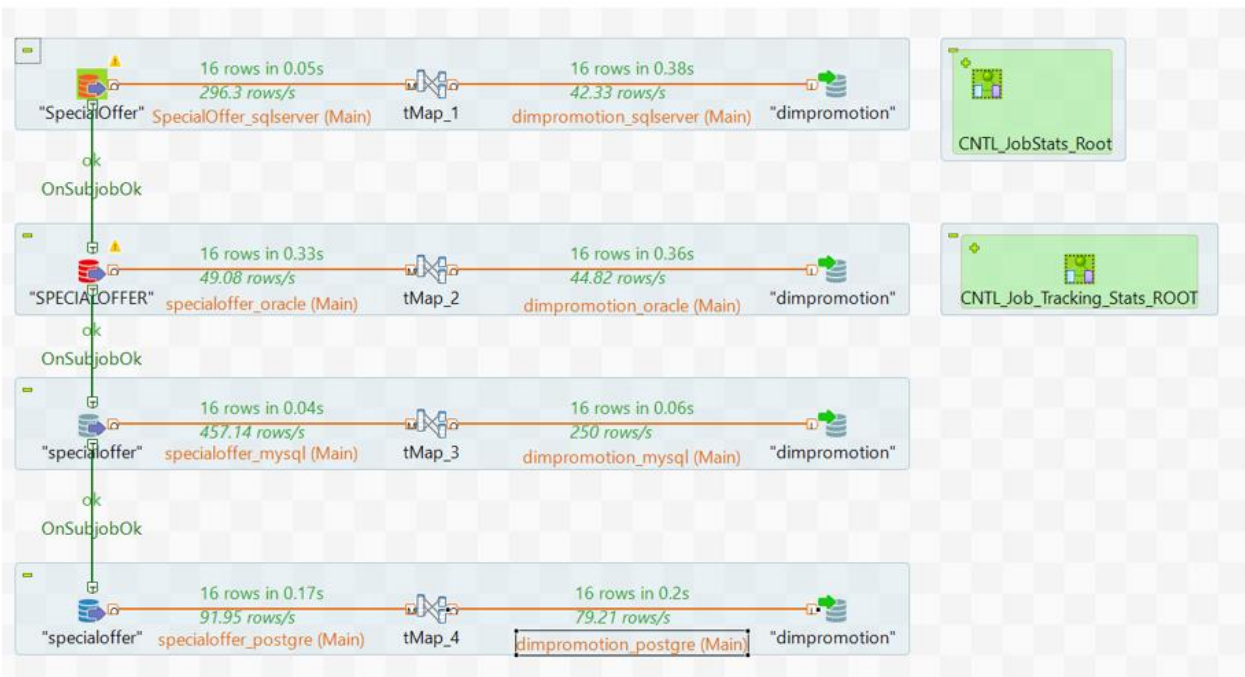 16 rows in 0.05s
296.3 rows/s
"SpecialOffer"
SpecialOffer_sqlserver (Main)
tMap_1
16 rows in 0.38s
42.33 rows/s
dimpromotion_sqlserver (Main)
"dimpromotion"
CNTL_JobStats_Root
ok
OnSubjobOk
16 rows in 0.33s
49.08 rows/s
"SPECIALOFFER"
specialoffer_oracle (Main)
tMap_2
16 rows in 0.36s
44.82 rows/s
dimpromotion_oracle (Main)
"dimpromotion"
CNTL_Job_Tracking_Stats_ROOT
ok
OnSubjobOk
16 rows in 0.04s
457.14 rows/s
"specialoffer"
specialoffer_mysql (Main)
tMap_3
16 rows in 0.06s
250 rows/s
dimpromotion_mysql (Main)
"dimpromotion"
ok
OnSubjobOk
16 rows in 0.17s
91.95 rows/s
"specialoffer"
specialoffer_postgre (Main)
tMap_4
16 rows in 0.2s
79.21 rows/s
dimpromotion_postgre (Main)
"dimpromotion"